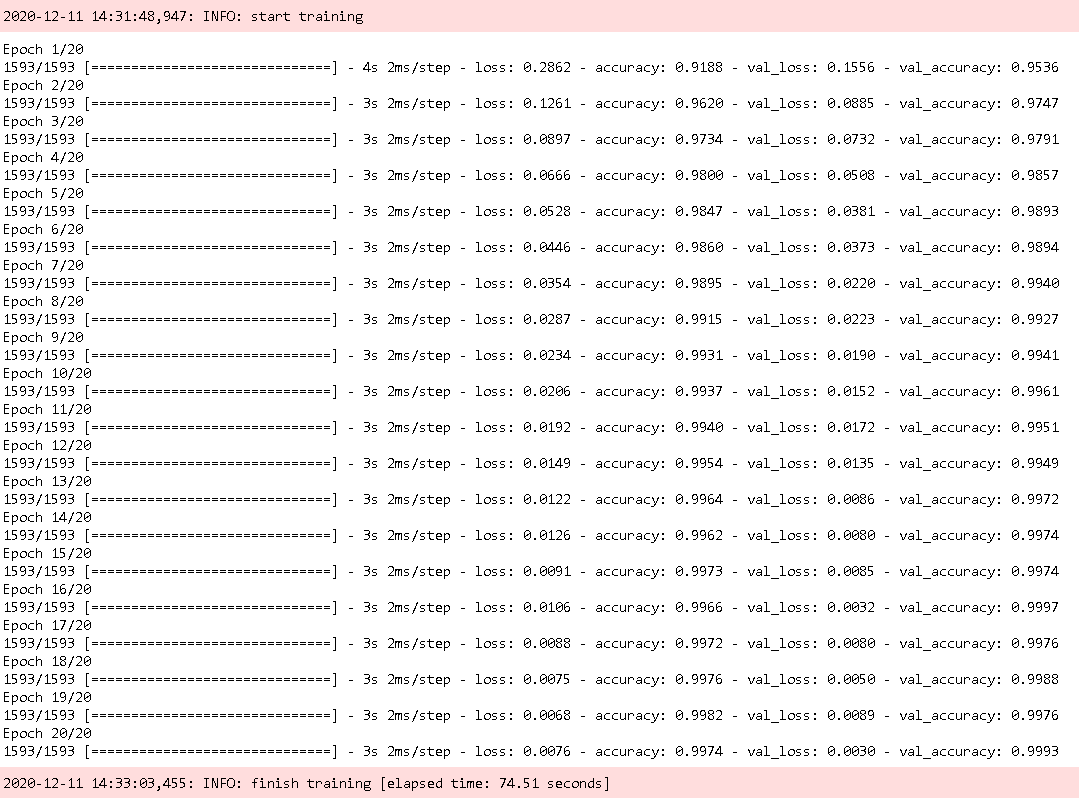 2020-12-11 14:31:48,947: INFO: start training
Epoch 1/20
1593/1593 [==============================] - 4s 2ms/step - loss: 0.2862 - accuracy: 0.9188 - val_loss: 0.1556 - val_accuracy: 0.9536
Epoch 2/20
1593/1593 [==============================] - 3s 2ms/step - loss: 0.1261 - accuracy: 0.9620 - val_loss: 0.0885 - val_accuracy: 0.9747
Epoch 3/20
1593/1593 [==============================] - 3s 2ms/step - loss: 0.0897 - accuracy: 0.9734 - val_loss: 0.0732 - val_accuracy: 0.9791
Epoch 4/20
1593/1593 [==============================] - 3s 2ms/step - loss: 0.0666 - accuracy: 0.9800 - val_loss: 0.0508 - val_accuracy: 0.9857
Epoch 5/20
1593/1593 [==============================] - 3s 2ms/step - loss: 0.0528 - accuracy: 0.9847 - val_loss: 0.0381 - val_accuracy: 0.9893
Epoch 6/20
1593/1593 [==============================] - 3s 2ms/step - loss: 0.0446 - accuracy: 0.9860 - val_loss: 0.0373 - val_accuracy: 0.9894
Epoch 7/20
1593/1593 [==============================] - 3s 2ms/step - loss: 0.0354 - accuracy: 0.9895 - val_loss: 0.0220 - val_accuracy: 0.9940
Epoch 8/20
1593/1593 [==============================] - 3s 2ms/step - loss: 0.0287 - accuracy: 0.9915 - val_loss: 0.0223 - val_accuracy: 0.9927
Epoch 9/20
1593/1593 [==============================] - 3s 2ms/step - loss: 0.0234 - accuracy: 0.9931 - val_loss: 0.0190 - val_accuracy: 0.9941
Epoch 10/20
1593/1593 [==============================] - 3s 2ms/step - loss: 0.0206 - accuracy: 0.9937 - val_loss: 0.0152 - val_accuracy: 0.9961
Epoch 11/20
1593/1593 [==============================] - 3s 2ms/step - loss: 0.0192 - accuracy: 0.9940 - val_loss: 0.0172 - val_accuracy: 0.9951
Epoch 12/20
1593/1593 [==============================] - 3s 2ms/step - loss: 0.0149 - accuracy: 0.9954 - val_loss: 0.0135 - val_accuracy: 0.9949
Epoch 13/20
1593/1593 [==============================] - 3s 2ms/step - loss: 0.0122 - accuracy: 0.9964 - val_loss: 0.0086 - val_accuracy: 0.9972
Epoch 14/20
1593/1593 [==============================] - 3s 2ms/step - loss: 0.0126 - accuracy: 0.9962 - val_loss: 0.0080 - val_accuracy: 0.9974
Epoch 15/20
1593/1593 [==============================] - 3s 2ms/step - loss: 0.0091 - accuracy: 0.9973 - val_loss: 0.0085 - val_accuracy: 0.9974
Epoch 16/20
1593/1593 [==============================] - 3s 2ms/step - loss: 0.0106 - accuracy: 0.9966 - val_loss: 0.0032 - val_accuracy: 0.9997
Epoch 17/20
1593/1593 [==============================] - 3s 2ms/step - loss: 0.0088 - accuracy: 0.9972 - val_loss: 0.0080 - val_accuracy: 0.9976
Epoch 18/20
1593/1593 [==============================] - 3s 2ms/step - loss: 0.0075 - accuracy: 0.9976 - val_loss: 0.0050 - val_accuracy: 0.9988
Epoch 19/20
1593/1593 [==============================] - 3s 2ms/step - loss: 0.0068 - accuracy: 0.9982 - val_loss: 0.0089 - val_accuracy: 0.9976
Epoch 20/20
1593/1593 [==============================] - 3s 2ms/step - loss: 0.0076 - accuracy: 0.9974 - val_loss: 0.0030 - val_accuracy: 0.9993
2020-12-11 14:33:03,455: INFO: finish training [elapsed time: 74.51 seconds]